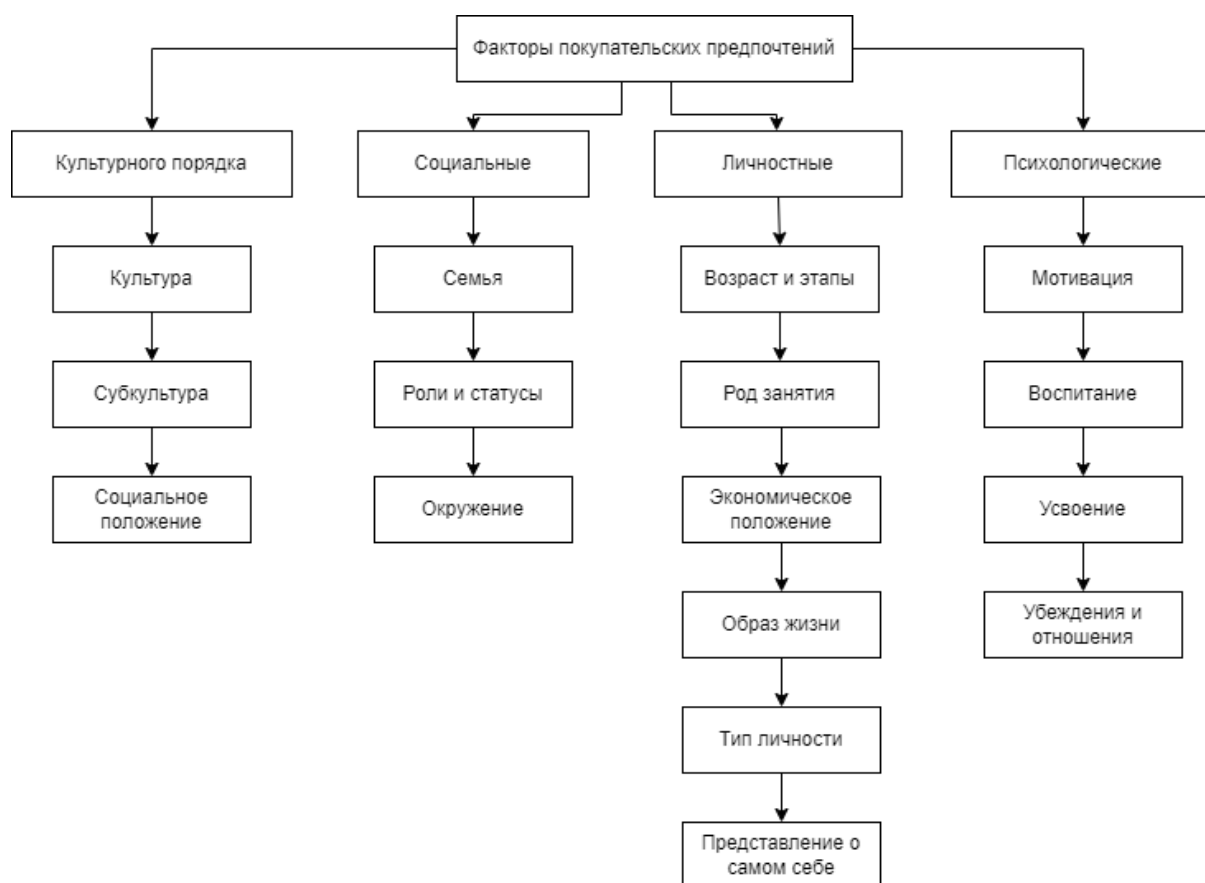 Факторы покупательских предпочтений
Культурного порядка
Социальные
Личностные
Психологические
Культура
Семья
Возраст и этапы
Мотивация
Субкультура
Роли и статусы
Род занятия
Воспитание
Социальное
положение
Окружение
Экономическое
положение
Усвоение
Образ жизни
Убеждения и
отношения
Тип личности
Представление о
самом себе